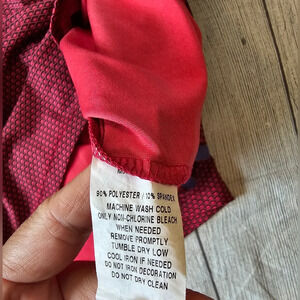 90% POLYESTER / 10% SPANDEX
MACHINE WASH COLD
ONLY NON-CHLORINE BLEACH
WHEN NEEDED
REMOVE PROMPTLY
TUMBLE DRY LOW
COOL IRON IF NEEDED
DO NOT IRON DECORATION
DO NOT DRY CLEAN